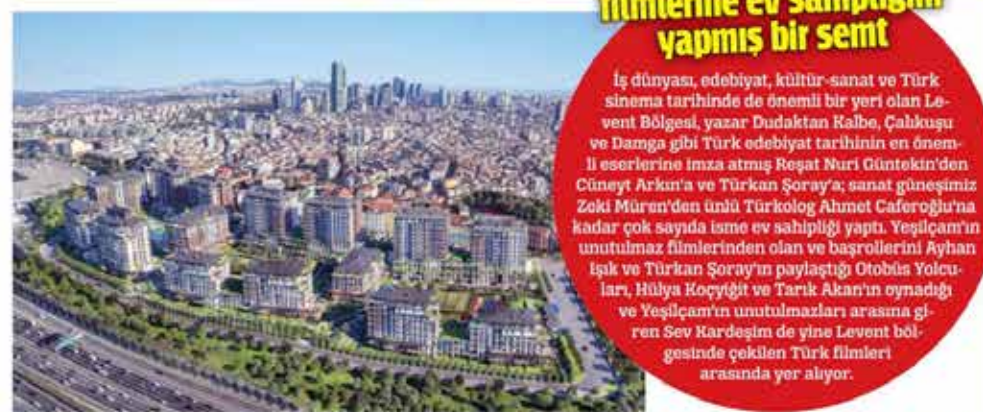 filmlerine ev sahipliğini
yapmış bir semt
İş dünyası, edebiyat, kültür-sanat ve Türk
sinema tarihinde de önemli bir yeri olan Le-
vent Bölgesi, yazar Dudaktan Kalbe, Çalıkuşu
ve Damga gibi Türk edebiyat tarihinin en önem-
li eserlerine imza atmış Reşat Nuri Güntekin'den
Cüneyt Arkın'a ve Türkan Şoray'a; sanat güneşimiz
Zeki Müren'den ünlü Türkolog Ahmet Caferoğlu'na
kadar çok sayıda isme ev sahipliği yaptı. Yeşilçam'ın
unutulmaz filmlerinden olan ve başrollerini Ayhan
Işık ve Türkan Şoray'ın paylaştığı Otobüs Yolcu-
ları, Hülya Koçyiğit ve Tarık Akan'ın oynadığı
ve Yeşilçam'ın unutulmazları arasına gi-
ren Sev Kardeşim de yine Levent böl-
gesinde çekilen Türk filmleri
arasında yer alıyor.